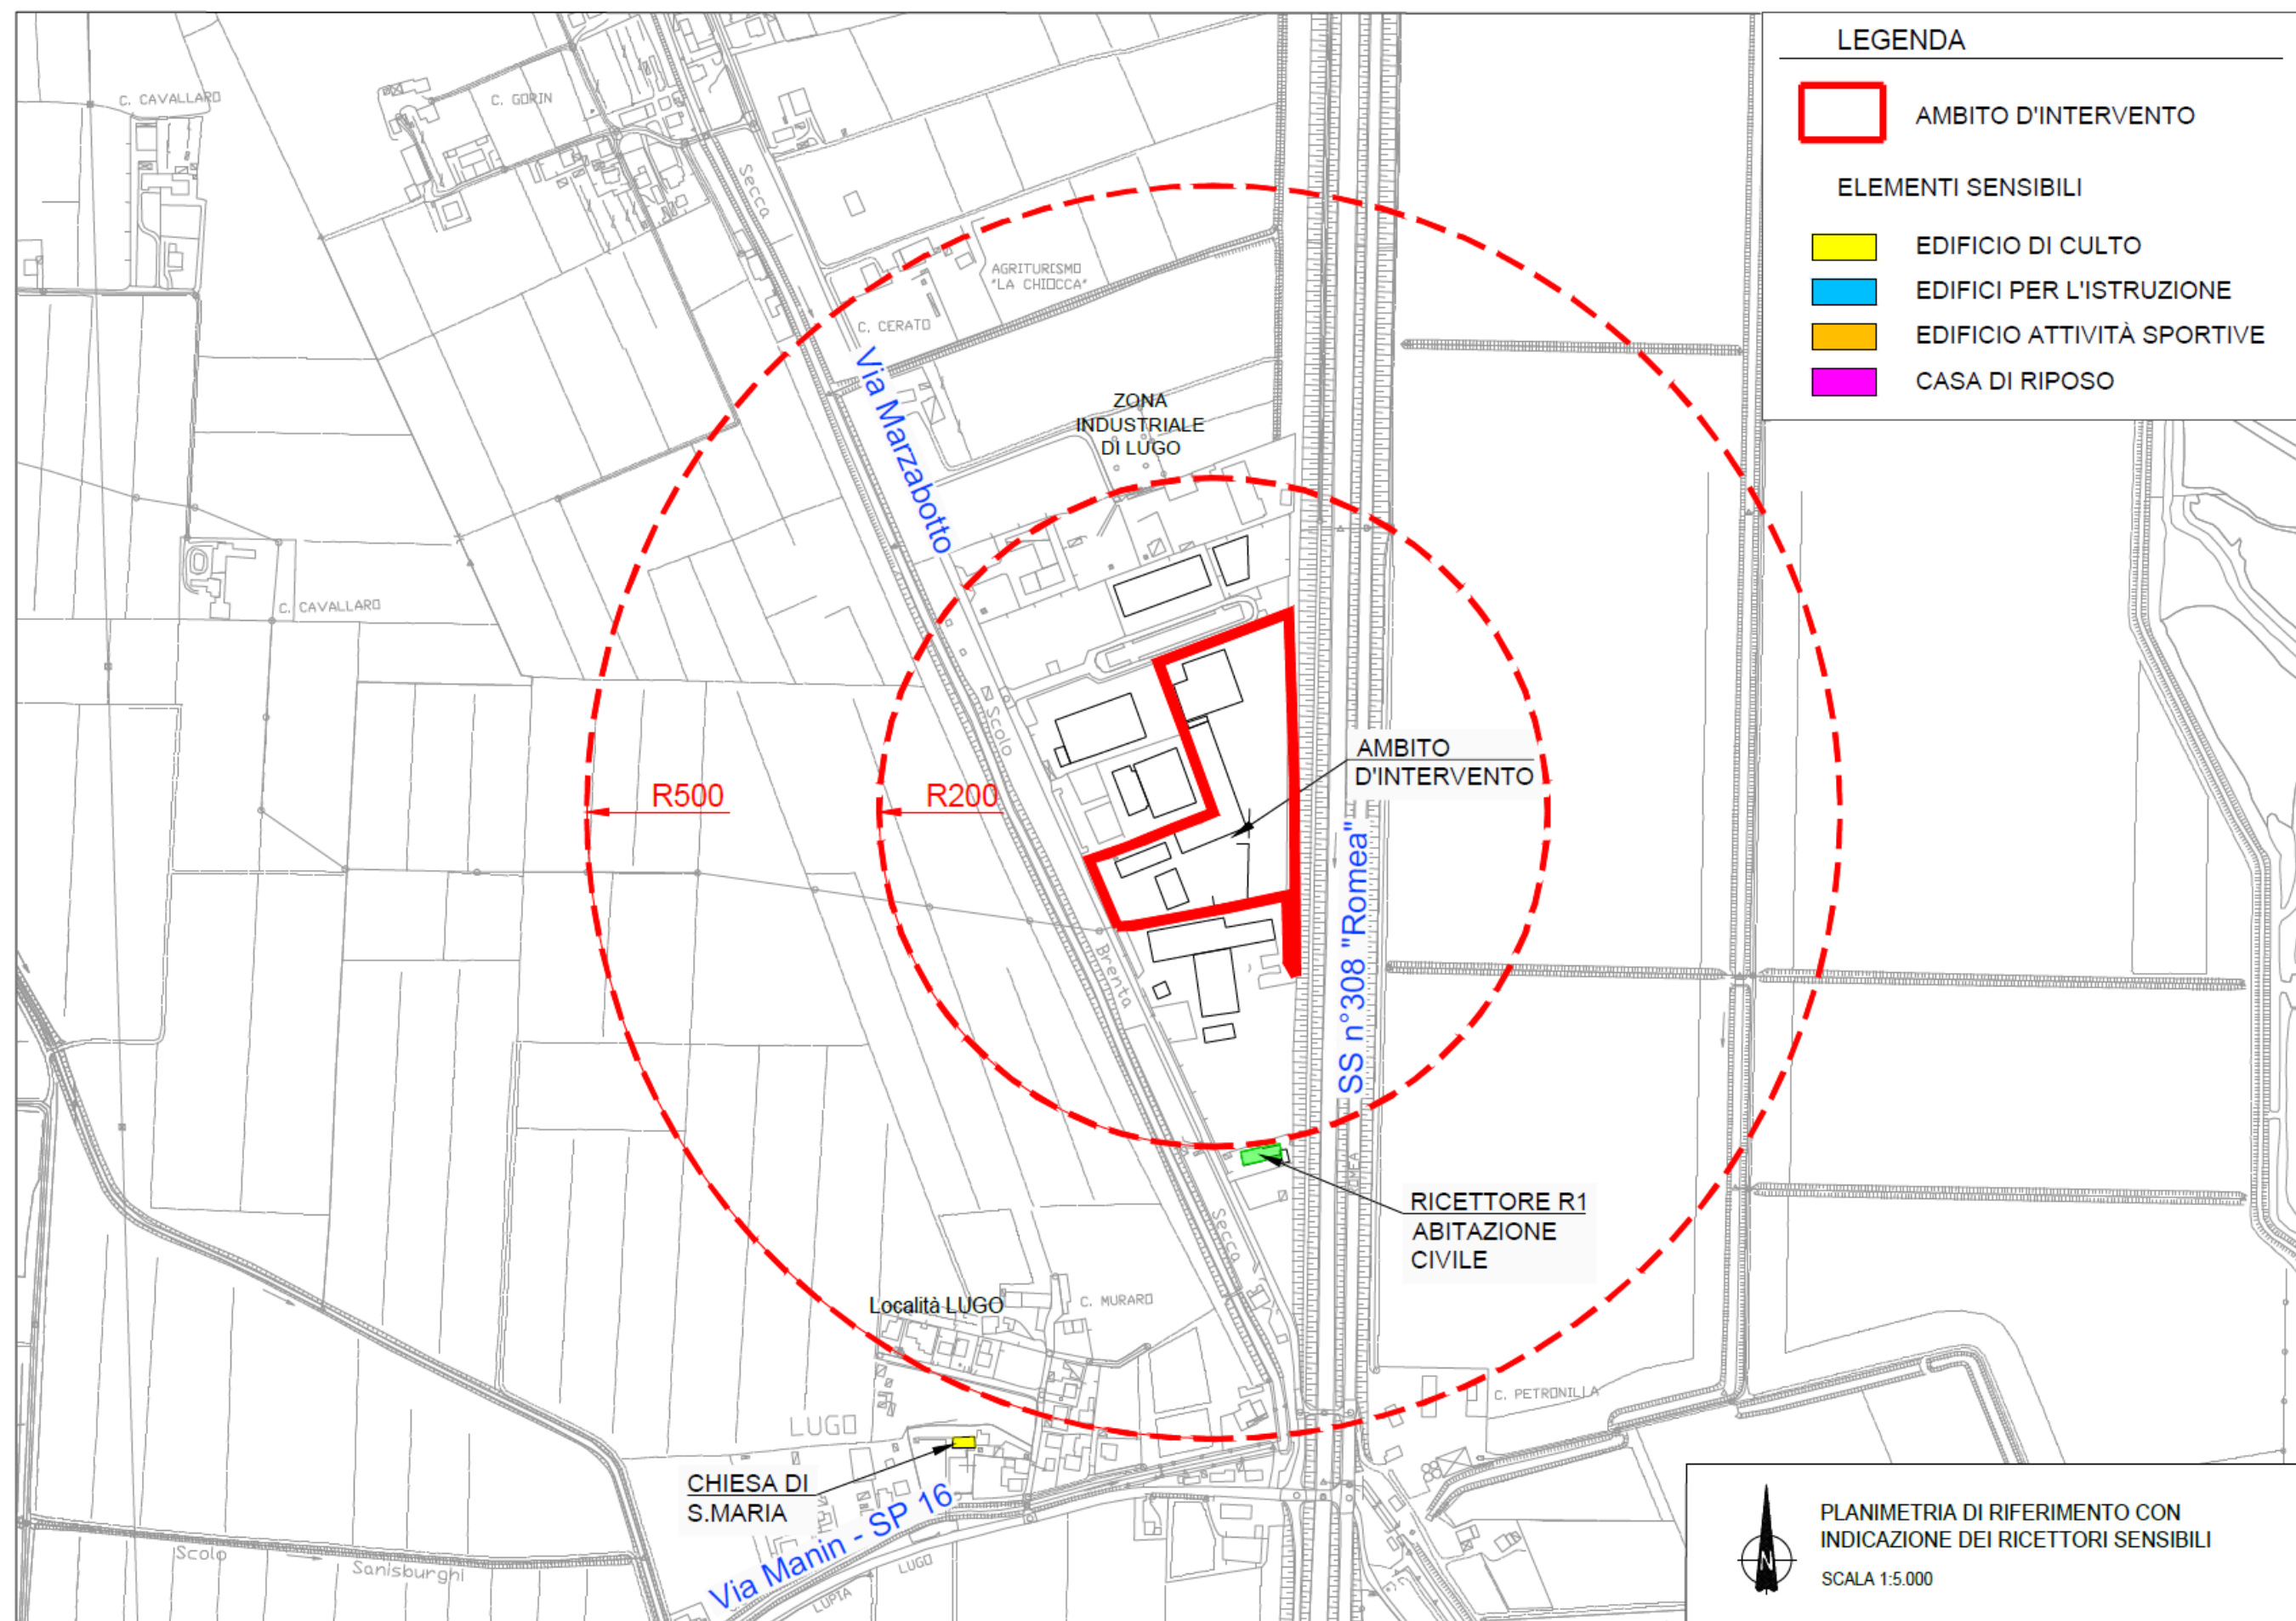 LEGENDA
AMBITO D'INTERVENTO
ELEMENTI SENSIBILI
EDIFICIO DI CULTO
EDIFICI PER L'ISTRUZIONE
EDIFICIO ATTIVITÀ SPORTIVE
CASA DI RIPOSO
C. CAVALLARO
C. GORIN
Secca
AGRITURISMO
"LA CHIOCCA"
C. CERATO
Via Marzabotto
ZONA
INDUSTRIALE
DI LUGO
C. CAVALLARO
Scolo
AMBITO
D'INTERVENTO
R500
R200
SS n°308 "Romea"
Brenta
RICETTORE R1
ABITAZIONE
CIVILE
Secca
Località LUGO
C. MURARO
C. PETRONILLA
LUGO
CHIESA DI
S.MARIA
Via Manin - SP 16
LUPIA
LUGO
Scolo
Sanisburghi
N
PLANIMETRIA DI RIFERIMENTO CON
INDICAZIONE DEI RICETTORI SENSIBILI
SCALA 1:5.000